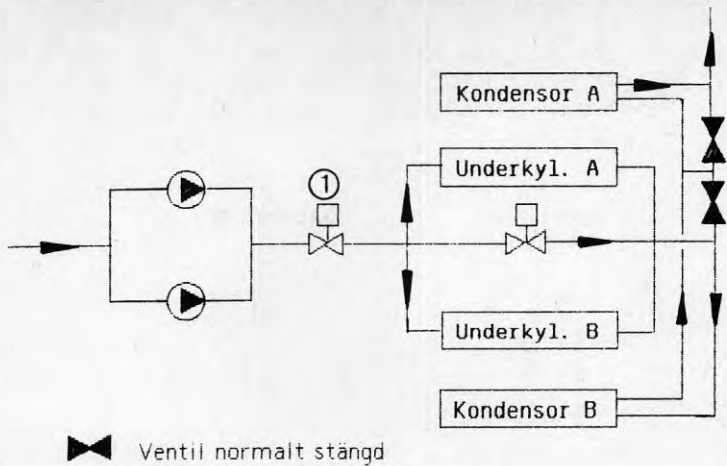 Kondensor A
①
Underkyl. A
Underkyl. B
Kondensor B
Ventil normalt stängd